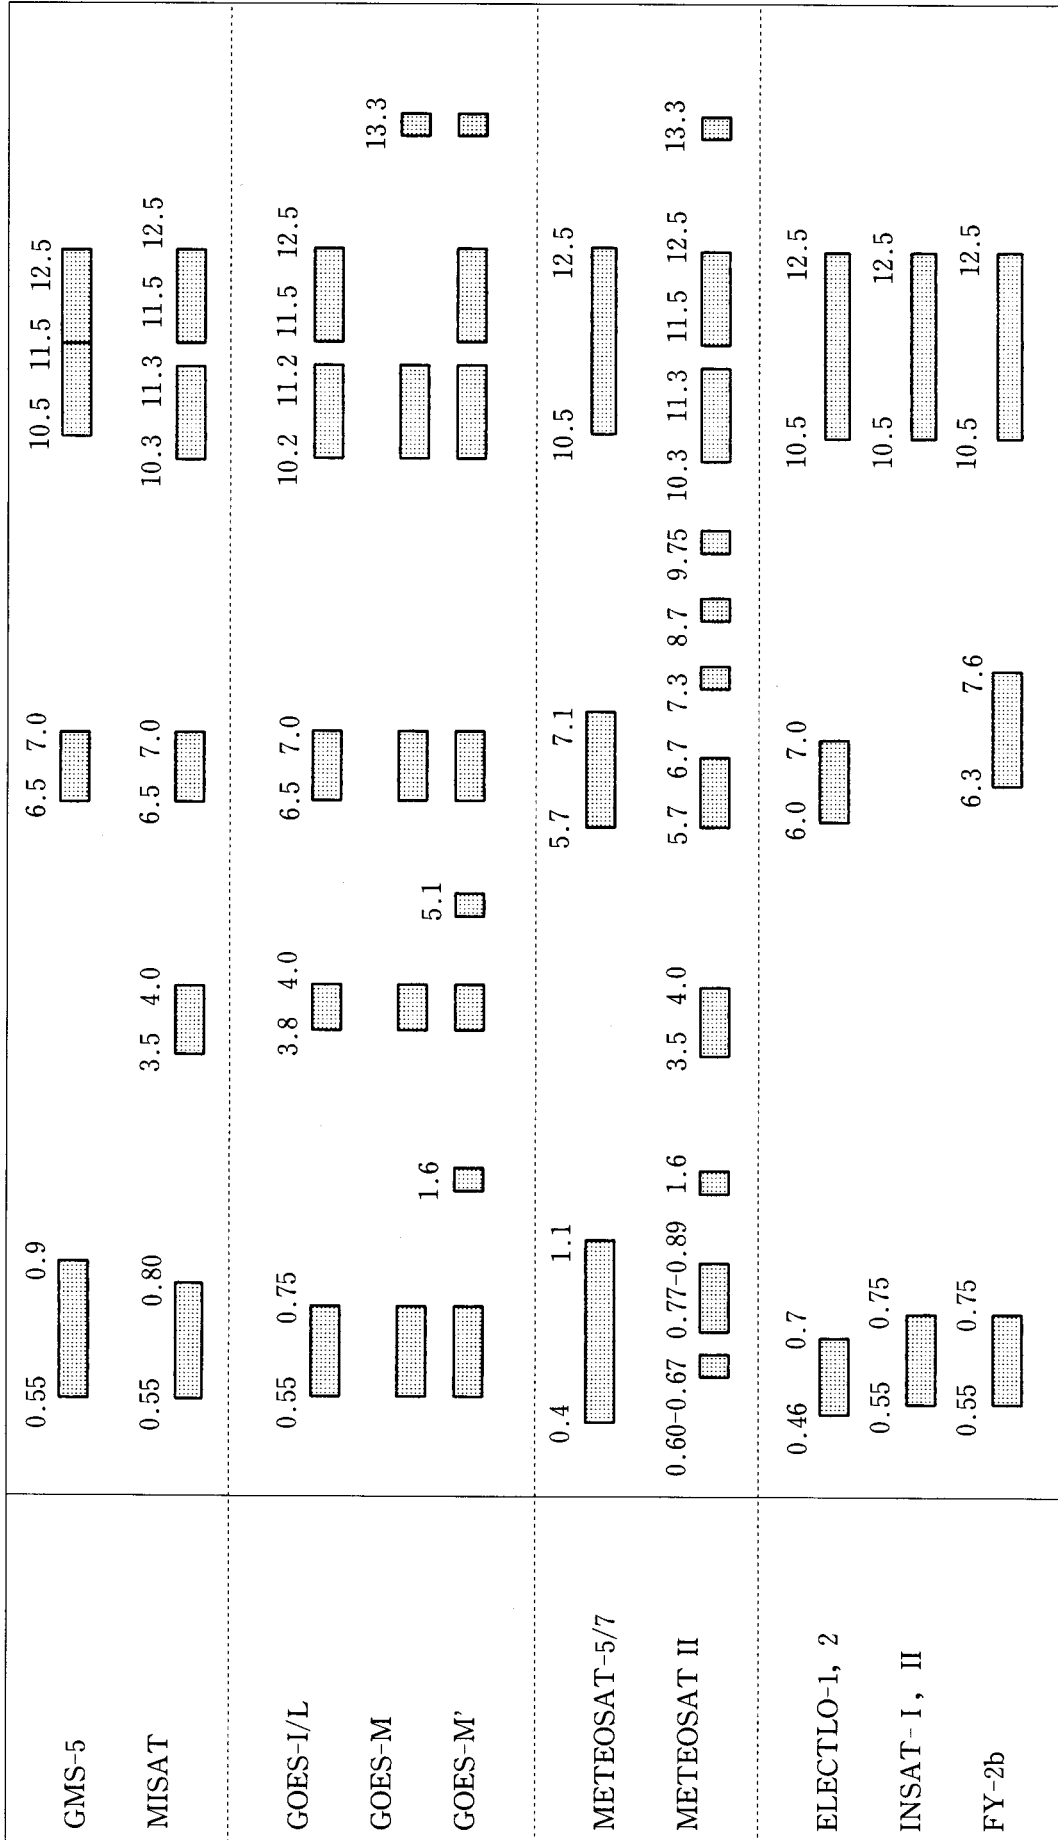 GMS-5 0.55 0.9 6.5 7.0 10.5 11.5 12.5
MISAT 0.55 0.80 3.5 4.0 6.5 7.0 10.3 11.3 11.5 12.5
GOES-I/L 0.55 0.75 3.8 4.0 6.5 7.0 10.2 11.2 11.5 12.5
GOES-M 13.3
GOES-M' 1.6 5.1
METEOSAT-5/7 0.4 1.1 5.7 7.1 10.5 12.5
METEOSAT II 0.60-0.67 0.77-0.89 1.6 3.5 4.0 5.7 6.7 7.3 8.7 9.75 10.3 11.3 11.5 12.5 13.3
ELECTLO-1, 2 0.46 0.7 6.0 7.0 10.5 12.5
INSAT-I, II 0.55 0.75 10.5 12.5
FY-2b 0.55 0.75 6.3 7.6 10.5 12.5